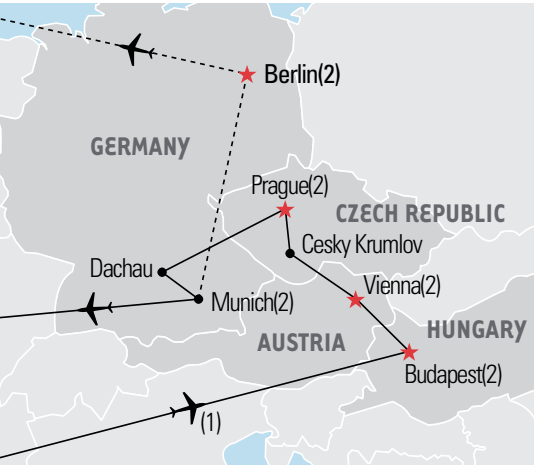 Berlin(2)
GERMANY
Prague(2)
CZECH REPUBLIC
Cesky Krumlov
Dachau
Vienna(2)
Munich(2)
HUNGARY
AUSTRIA
Budapest(2)
(1)